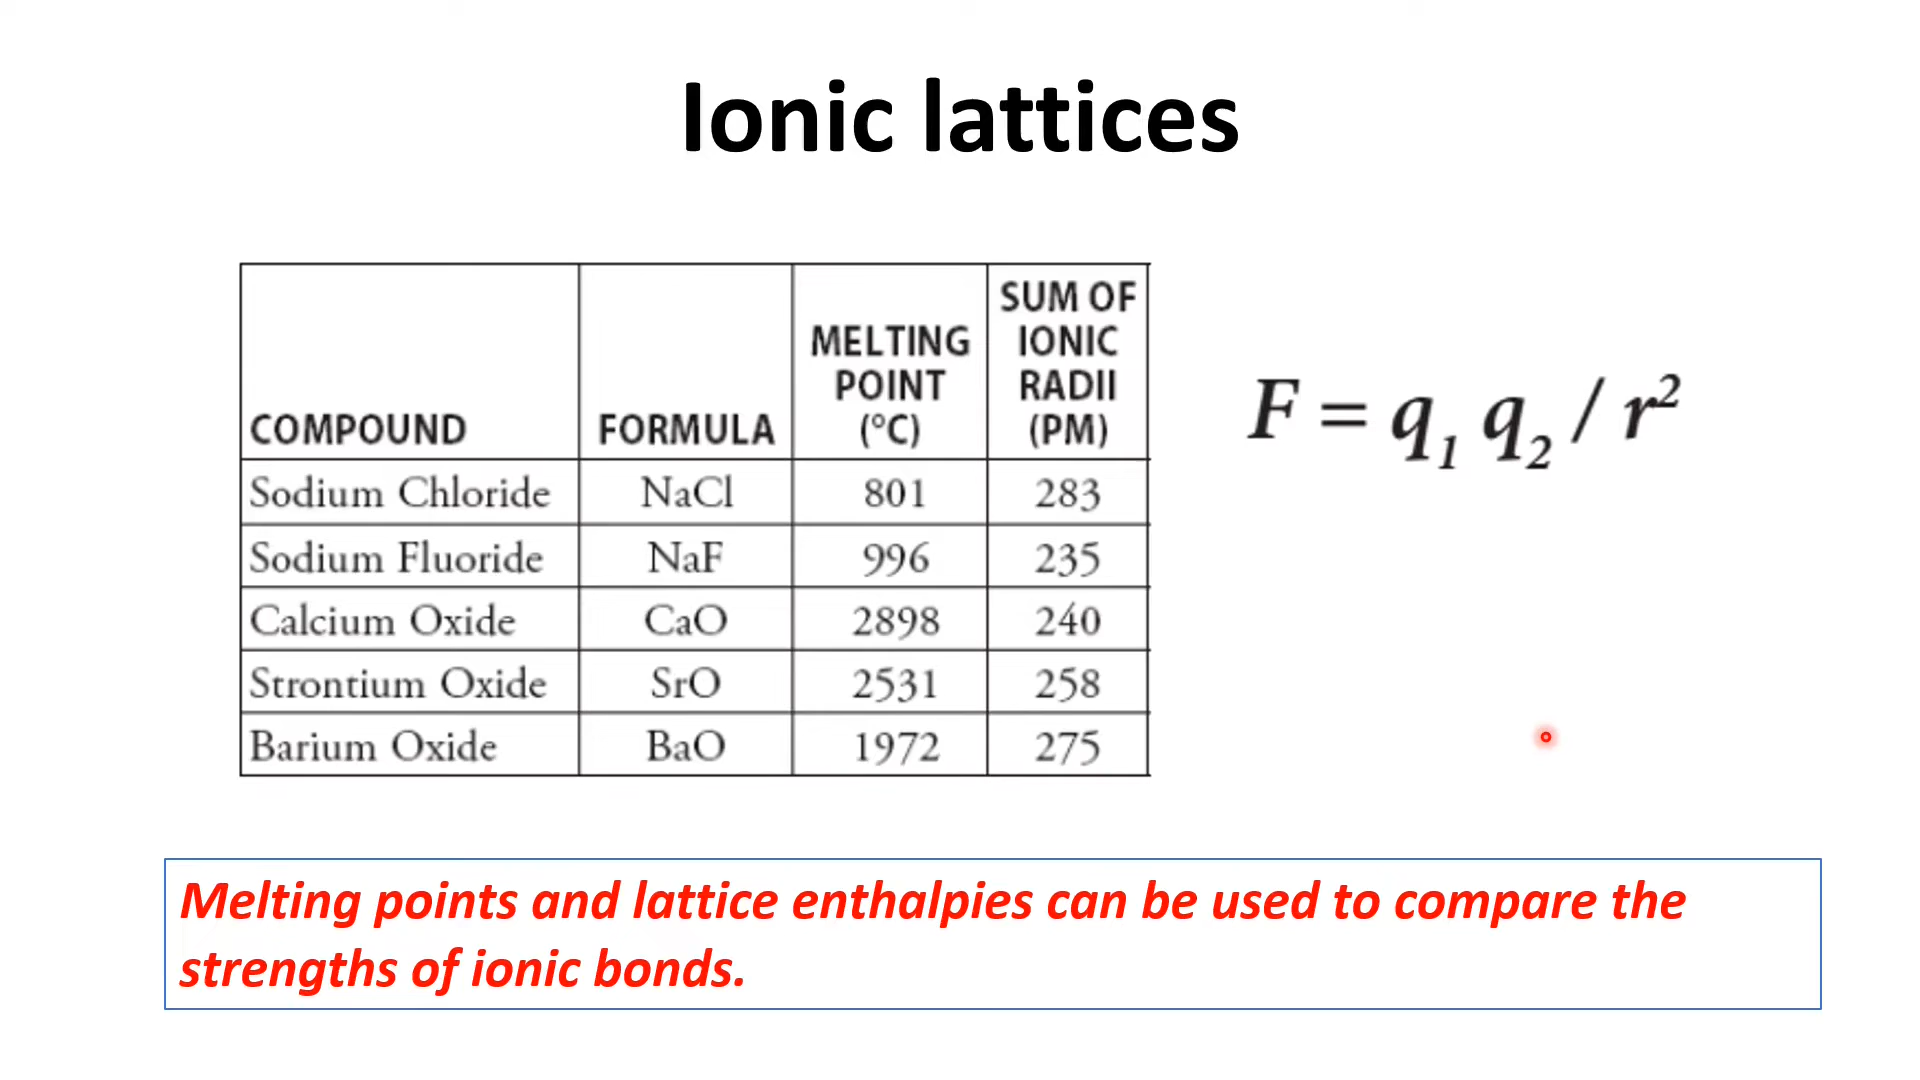 Ionic lattices
COMPOUND FORMULA MELTING POINT (°C) SUM OF IONIC RADII (PM)
Sodium Chloride NaCl 801 283
Sodium Fluoride NaF 996 235
Calcium Oxide CaO 2898 240
Strontium Oxide SrO 2531 258
Barium Oxide BaO 1972 275
F = q₁ q₂ / r²
Melting points and lattice enthalpies can be used to compare the
strengths of ionic bonds.